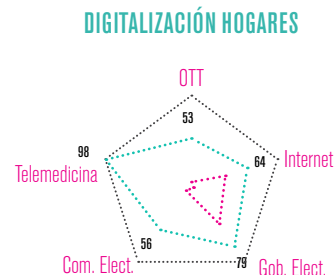 DIGITALIZACIÓN HOGARES
OTT
53
98
64
Internet
Telemedicina
56
79
Com. Elect.
Gob. Elect.